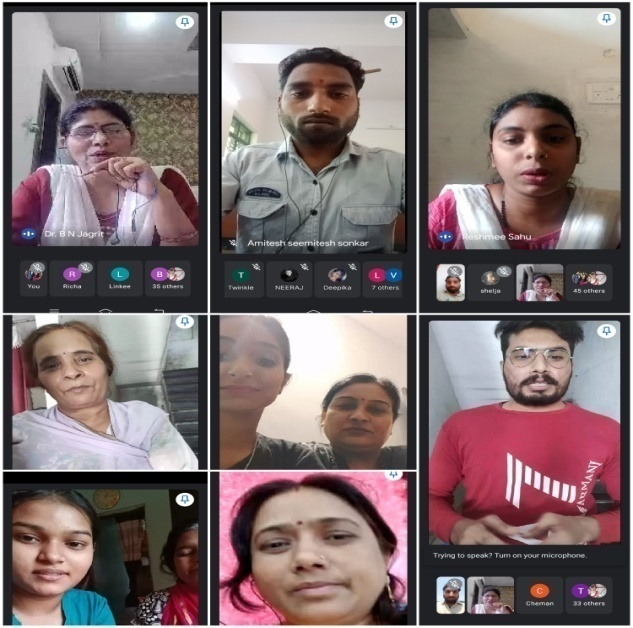 Dr. B N Jagrit
You
R
Richa
L
Linkee
B
35 others
Amitesh seemitesh sonkar
T
Twinkle
NEERAJ
Deepika
L V
7 others
Reshmee Sahu
shelja
45 others
ARMANI
Trying to speak? Turn on your microphone.
C
Cheman
T
33 others